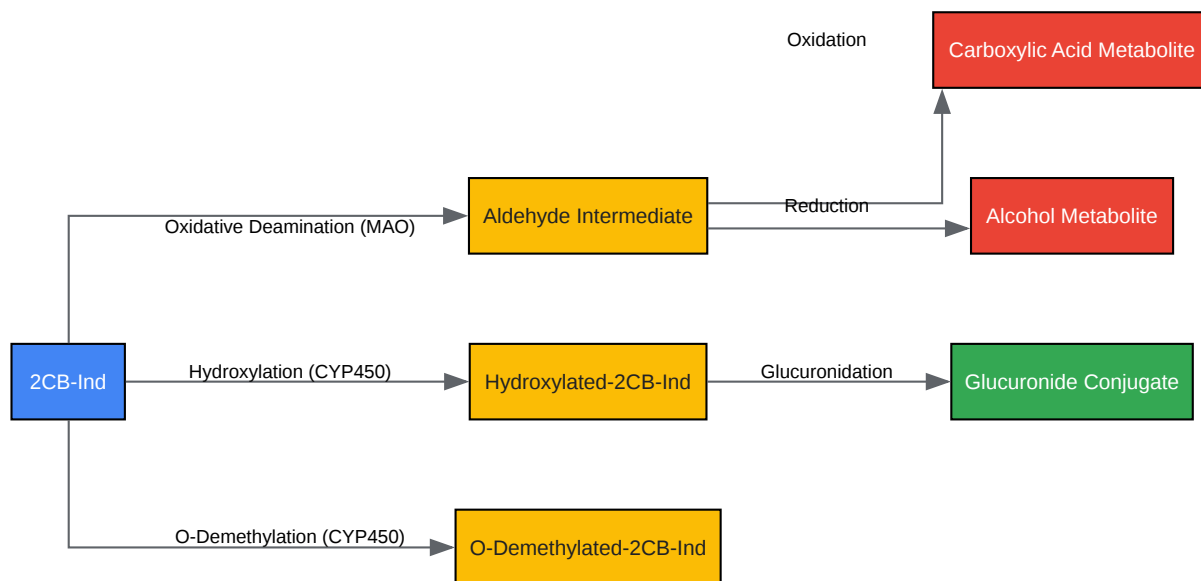 Oxidation
Carboxylic Acid Metabolite
Aldehyde Intermediate
Reduction
Alcohol Metabolite
Oxidative Deamination (MAO)
2CB-Ind
Hydroxylation (CYP450)
Hydroxylated-2CB-Ind
Glucuronidation
Glucuronide Conjugate
O-Demethylation (CYP450)
O-Demethylated-2CB-Ind